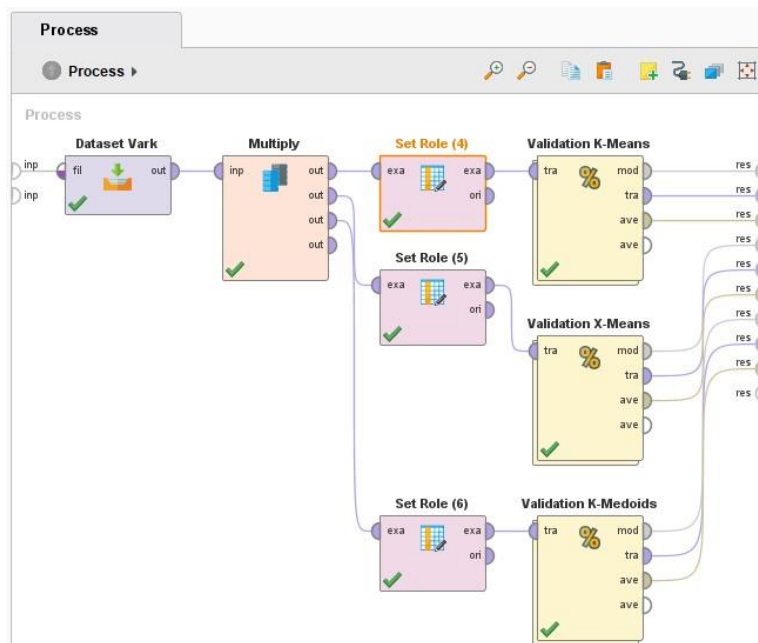 Process
Process
Process
inp
inp
Dataset Vark
fil
out
Multiply
inp
out
out
out
out
Set Role (4)
exa
exa
ori
Validation K-Means
tra
mod
tra
ave
ave
Set Role (5)
exa
exa
ori
Validation X-Means
tra
mod
tra
ave
ave
Set Role (6)
exa
exa
ori
Validation K-Medoids
tra
mod
tra
ave
ave
res
res
res
res
res
res
res
res
res
res